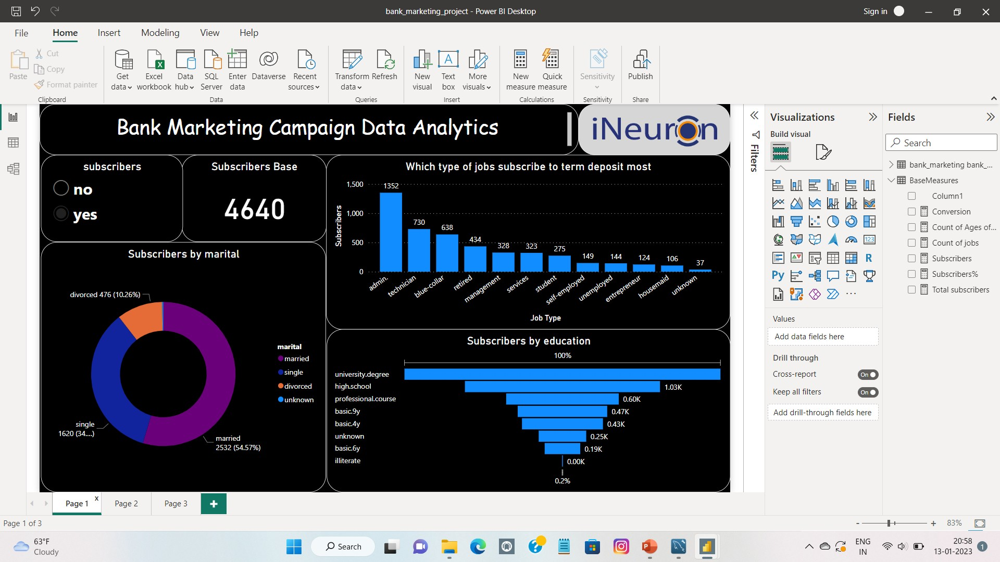 bank_marketing_project - Power BI Desktop
Sign in
File Home Insert Modeling View Help
Paste
Cut
Copy
Format painter
Clipboard
Get data
Excel workbook
Data hub
SQL Server
Enter data
Dataverse
Recent sources
Data
Transform data
Refresh
Queries
New visual
Text box
More visuals
Insert
New measure
Quick measure
Calculations
Sensitivity
Sensitivity
Publish
Share
Bank Marketing Campaign Data Analytics
iNeuron
subscribers
no
yes
Subscribers Base
4640
Which type of jobs subscribe to term deposit most
Subscribers
1,500
1,000
500
0
1352
730
638
434
328
323
275
149
144
124
106
37
admin.
technician
blue-collar
retired
management
services
student
self-employed
unemployed
entrepreneur
housemaid
unknown
Job Type
Subscribers by marital
divorced 476 (10.26%)
single
1620 (34....)
married
2532 (54.57%)
marital
married
single
divorced
unknown
Subscribers by education
100%
university.degree
high.school 1.03K
professional.course 0.60K
basic.9y 0.47K
basic.4y 0.43K
unknown 0.25K
basic.6y 0.19K
illiterate 0.00K
0.2%
Filters
Visualizations
Build visual
123
R
Py
...
Values
Add data fields here
Drill through
Cross-report On
Keep all filters On
Add drill-through fields here
Fields
Search
bank_marketing bank_...
BaseMeasures
Column1
Conversion
Count of Ages of...
Count of jobs
Subscribers
Subscribers%
Total subscribers
Page 1 x
Page 2
Page 3
+
Page 1 of 3
- + 83%
63°F
Cloudy
Search
ENG
IN
20:58
13-01-2023
1